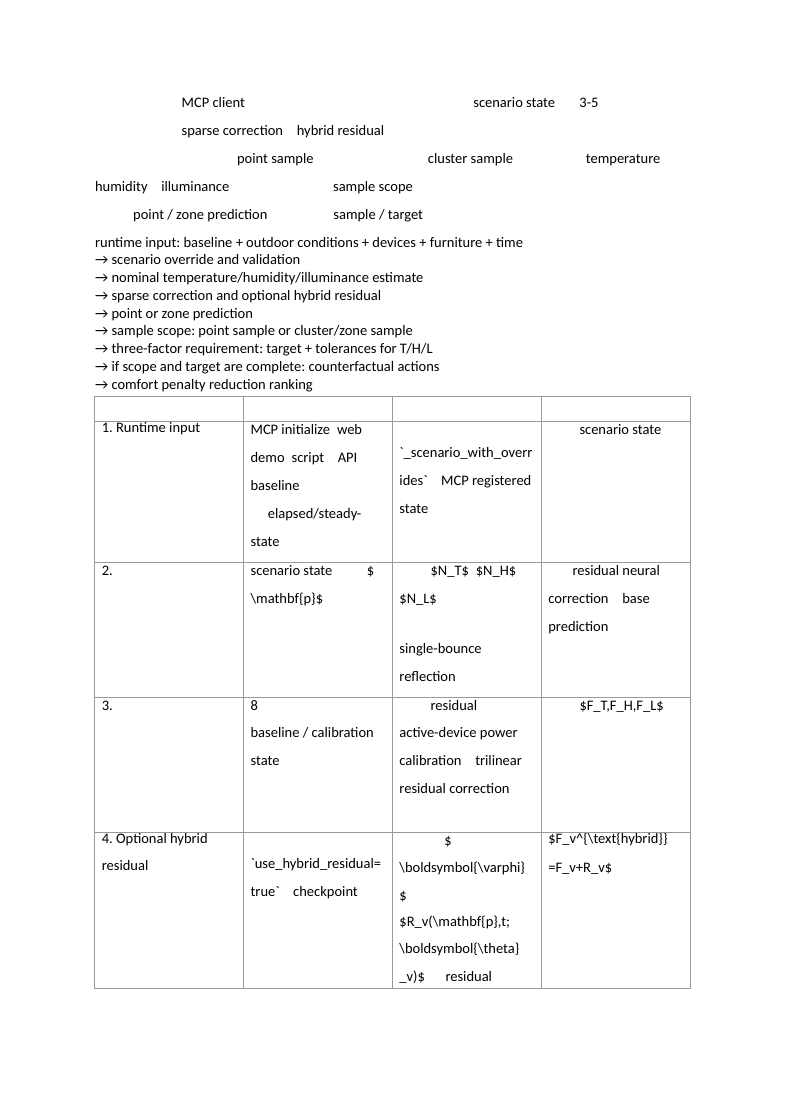 MCP client scenario state 3-5
sparse correction hybrid residual
point sample cluster sample temperature
humidity illuminance sample scope
point / zone prediction sample / target
runtime input: baseline + outdoor conditions + devices + furniture + time
→ scenario override and validation
→ nominal temperature/humidity/illuminance estimate
→ sparse correction and optional hybrid residual
→ point or zone prediction
→ sample scope: point sample or cluster/zone sample
→ three-factor requirement: target + tolerances for T/H/L
→ if scope and target are complete: counterfactual actions
→ comfort penalty reduction ranking
1. Runtime input
MCP initialize web
demo script API
baseline
elapsed/steady-
state
`_scenario_with_overr
ides` MCP registered
state
scenario state
2.
scenario state $
\mathbf{p}$
$N_T$ $N_H$
$N_L$
single-bounce
reflection
residual neural
correction base
prediction
3.
8
baseline / calibration
state
residual
active-device power
calibration trilinear
residual correction
$F_T,F_H,F_L$
4. Optional hybrid
residual
`use_hybrid_residual=
true` checkpoint
$
\boldsymbol{\varphi}
$
$R_v(\mathbf{p},t;
\boldsymbol{\theta}
_v)$ residual
$F_v^{\text{hybrid}}
=F_v+R_v$